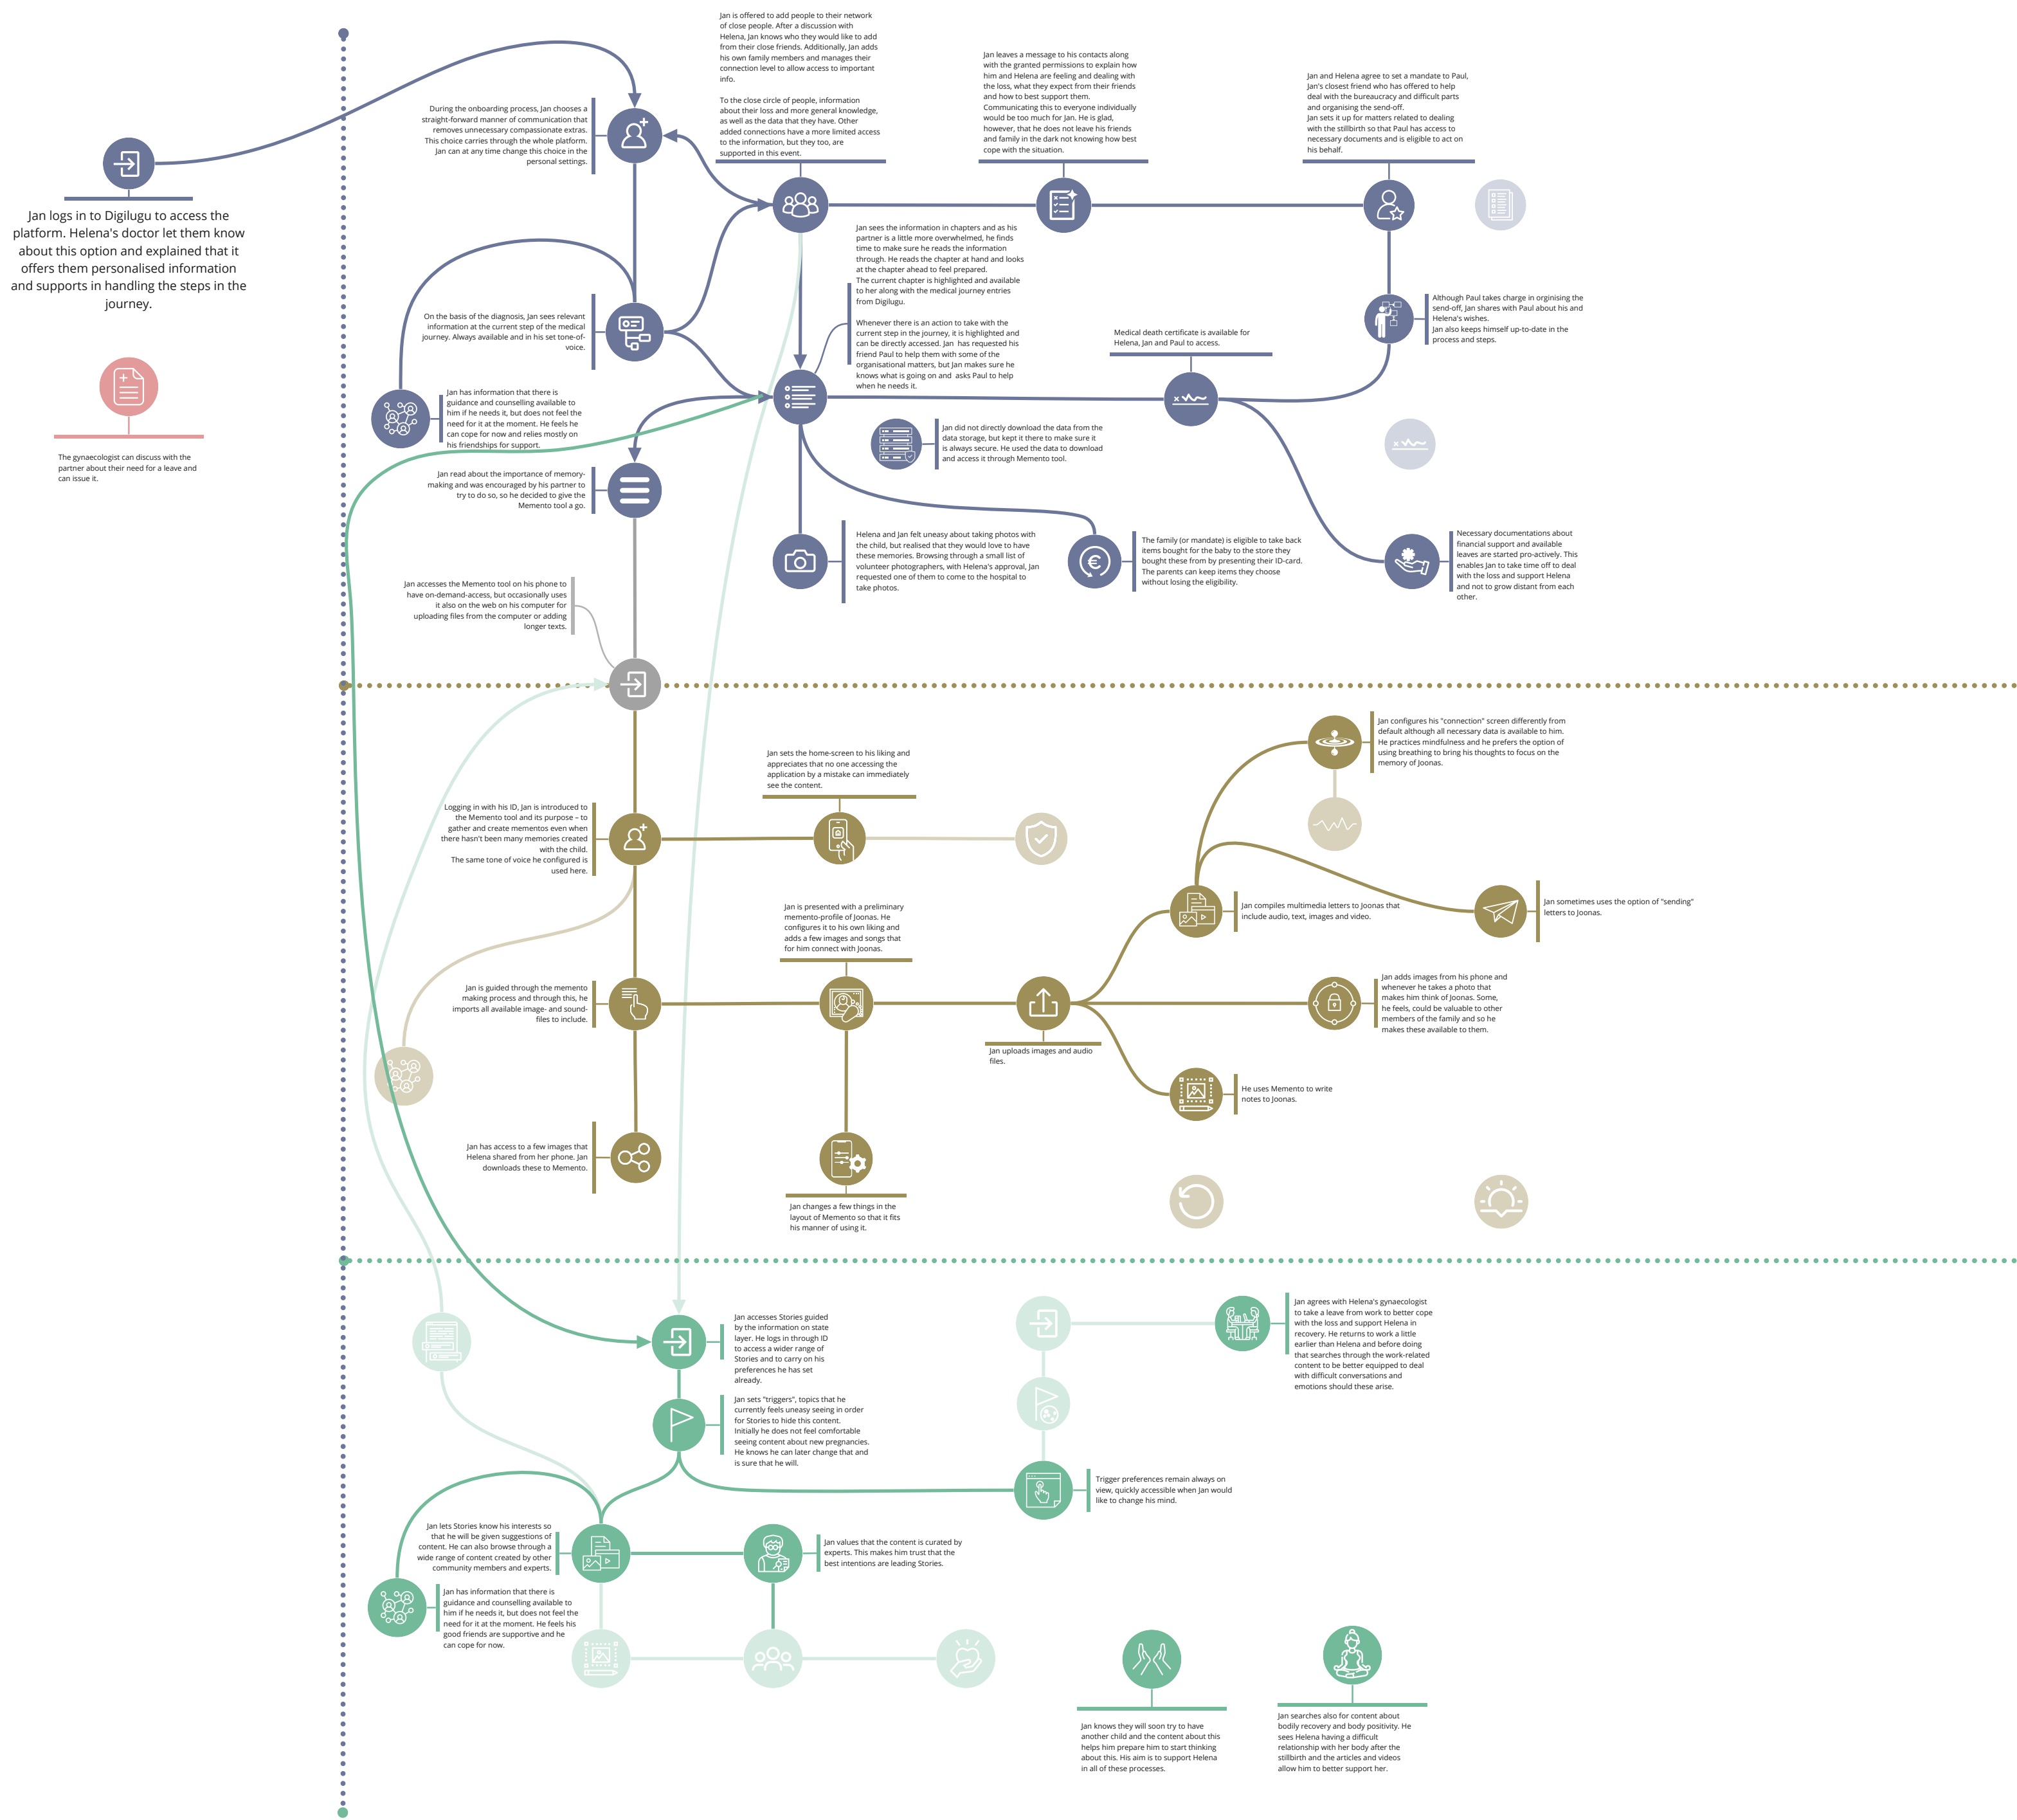 Jan logs in to Digilugu to access the
platform. Helena's doctor let them know
about this option and explained that it
offers them personalised information
and supports in handling the steps in the
journey.
The gynaecologist can discuss with the
partner about their need for a leave and
can issue it.
During the onboarding process, Jan chooses a
straight-forward manner of communication that
removes unnecessary compassionate extras.
This choice carries through the whole platform.
Jan can at any time change this choice in the
personal settings.
Jan is offered to add people to their network
of close people. After a discussion with
Helena, Jan knows who they would like to add
from their close friends. Additionally, Jan adds
his own family members and manages their
connection level to allow access to important
info.
To the close circle of people, information
about their loss and more general knowledge,
as well as the data that they have. Other
added connections have a more limited access
to the information, but they too, are
supported in this event.
Jan leaves a message to his contacts along
with the granted permissions to explain how
him and Helena are feeling and dealing with
the loss, what they expect from their friends
and how to best support them.
Communicating this to everyone individually
would be too much for Jan. He is glad,
however, that he does not leave his friends
and family in the dark not knowing how best
cope with the situation.
Jan and Helena agree to set a mandate to Paul,
Jan's closest friend who has offered to help
deal with the bureaucracy and difficult parts
and organising the send-off.
Jan sets it up for matters related to dealing
with the stillbirth so that Paul has access to
necessary documents and is eligible to act on
his behalf.
On the basis of the diagnosis, Jan sees relevant
information at the current step of the medical
journey. Always available and in his set tone-of-
voice.
Jan sees the information in chapters and as his
partner is a little more overwhelmed, he finds
time to make sure he reads the information
through. He reads the chapter at hand and looks
at the chapter ahead to feel prepared.
The current chapter is highlighted and available
to her along with the medical journey entries
from Digilugu.
Whenever there is an action to take with the
current step in the journey, it is highlighted and
can be directly accessed. Jan  has requested his
friend Paul to help them with some of the
organisational matters, but Jan makes sure he
knows what is going on and  asks Paul to help
when he needs it.
Medical death certificate is available for
Helena, Jan and Paul to access.
Although Paul takes charge in orginising the
send-off, Jan shares with Paul about his and
Helena's wishes.
Jan also keeps himself up-to-date in the
process and steps.
Jan has information that there is
guidance and counselling available to
him if he needs it, but does not feel the
need for it at the moment. He feels he
can cope for now and relies mostly on
his friendships for support.
Jan did not directly download the data from the
data storage, but kept it there to make sure it
is always secure. He used the data to download
and access it through Memento tool.
Jan read about the importance of memory-
making and was encouraged by his partner to
try to do so, so he decided to give the
Memento tool a go.
Helena and Jan felt uneasy about taking photos with
the child, but realised that they would love to have
these memories. Browsing through a small list of
volunteer photographers, with Helena's approval, Jan
requested one of them to come to the hospital to
take photos.
The family (or mandate) is eligible to take back
items bought for the baby to the store they
bought these from by presenting their ID-card.
The parents can keep items they choose
without losing the eligibility.
Necessary documentations about
financial support and available
leaves are started pro-actively. This
enables Jan to take time off to deal
with the loss and support Helena
and not to grow distant from each
other.
Jan accesses the Memento tool on his phone to
have on-demand-access, but occasionally uses
it also on the web on his computer for
uploading files from the computer or adding
longer texts.
Jan configures his "connection" screen differently from
default although all necessary data is available to him.
He practices mindfulness and he prefers the option of
using breathing to bring his thoughts to focus on the
memory of Joonas.
Jan sets the home-screen to his liking and
appreciates that no one accessing the
application by a mistake can immediately
see the content.
Logging in with his ID, Jan is introduced to
the Memento tool and its purpose – to
gather and create mementos even when
there hasn't been many memories created
with the child.
The same tone of voice he configured is
used here.
Jan is presented with a preliminary
memento-profile of Joonas. He
configures it to his own liking and
adds a few images and songs that
for him connect with Joonas.
Jan compiles multimedia letters to Joonas that
include audio, text, images and video.
Jan sometimes uses the option of "sending"
letters to Joonas.
Jan is guided through the memento
making process and through this, he
imports all available image- and sound-
files to include.
Jan adds images from his phone and
whenever he takes a photo that
makes him think of Joonas. Some,
he feels, could be valuable to other
members of the family and so he
makes these available to them.
Jan uploads images and audio
files.
He uses Memento to write
notes to Joonas.
Jan has access to a few images that
Helena shared from her phone. Jan
downloads these to Memento.
Jan changes a few things in the
layout of Memento so that it fits
his manner of using it.
Jan accesses Stories guided
by the information on state
layer. He logs in through ID
to access a wider range of
Stories and to carry on his
preferences he has set
already.
Jan agrees with Helena's gynaecologist
to take a leave from work to better cope
with the loss and support Helena in
recovery. He returns to work a little
earlier than Helena and before doing
that searches through the work-related
content to be better equipped to deal
with difficult conversations and
emotions should these arise.
Jan sets "triggers", topics that he
currently feels uneasy seeing in order
for Stories to hide this content.
Initially he does not feel comfortable
seeing content about new pregnancies.
He knows he can later change that and
is sure that he will.
Trigger preferences remain always on
view, quickly accessible when Jan would
like to change his mind.
Jan lets Stories know his interests so
that he will be given suggestions of
content. He can also browse through a
wide range of content created by other
community members and experts.
Jan values that the content is curated by
experts. This makes him trust that the
best intentions are leading Stories.
Jan has information that there is
guidance and counselling available to
him if he needs it, but does not feel the
need for it at the moment. He feels his
good friends are supportive and he
can cope for now.
Jan knows they will soon try to have
another child and the content about this
helps him prepare him to start thinking
about this. His aim is to support Helena
in all of these processes.
Jan searches also for content about
bodily recovery and body positivity. He
sees Helena having a difficult
relationship with her body after the
stillbirth and the articles and videos
allow him to better support her.